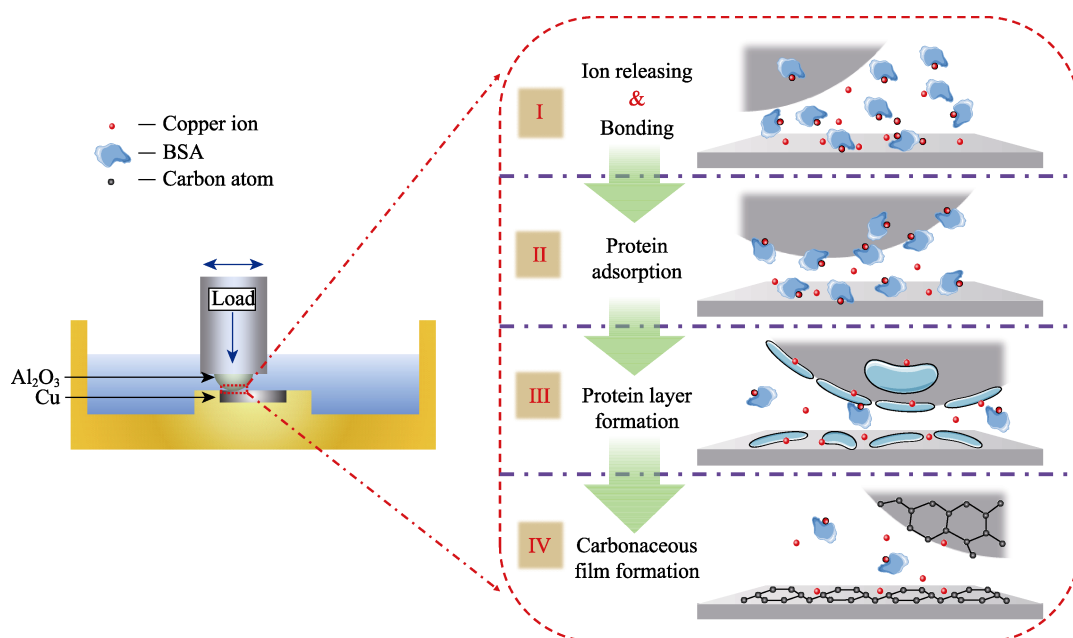 — Copper ion
— BSA
— Carbon atom
Load
Al₂O₃
Cu
I
Ion releasing
&
Bonding
II
Protein
adsorption
III
Protein layer
formation
IV
Carbonaceous
film formation